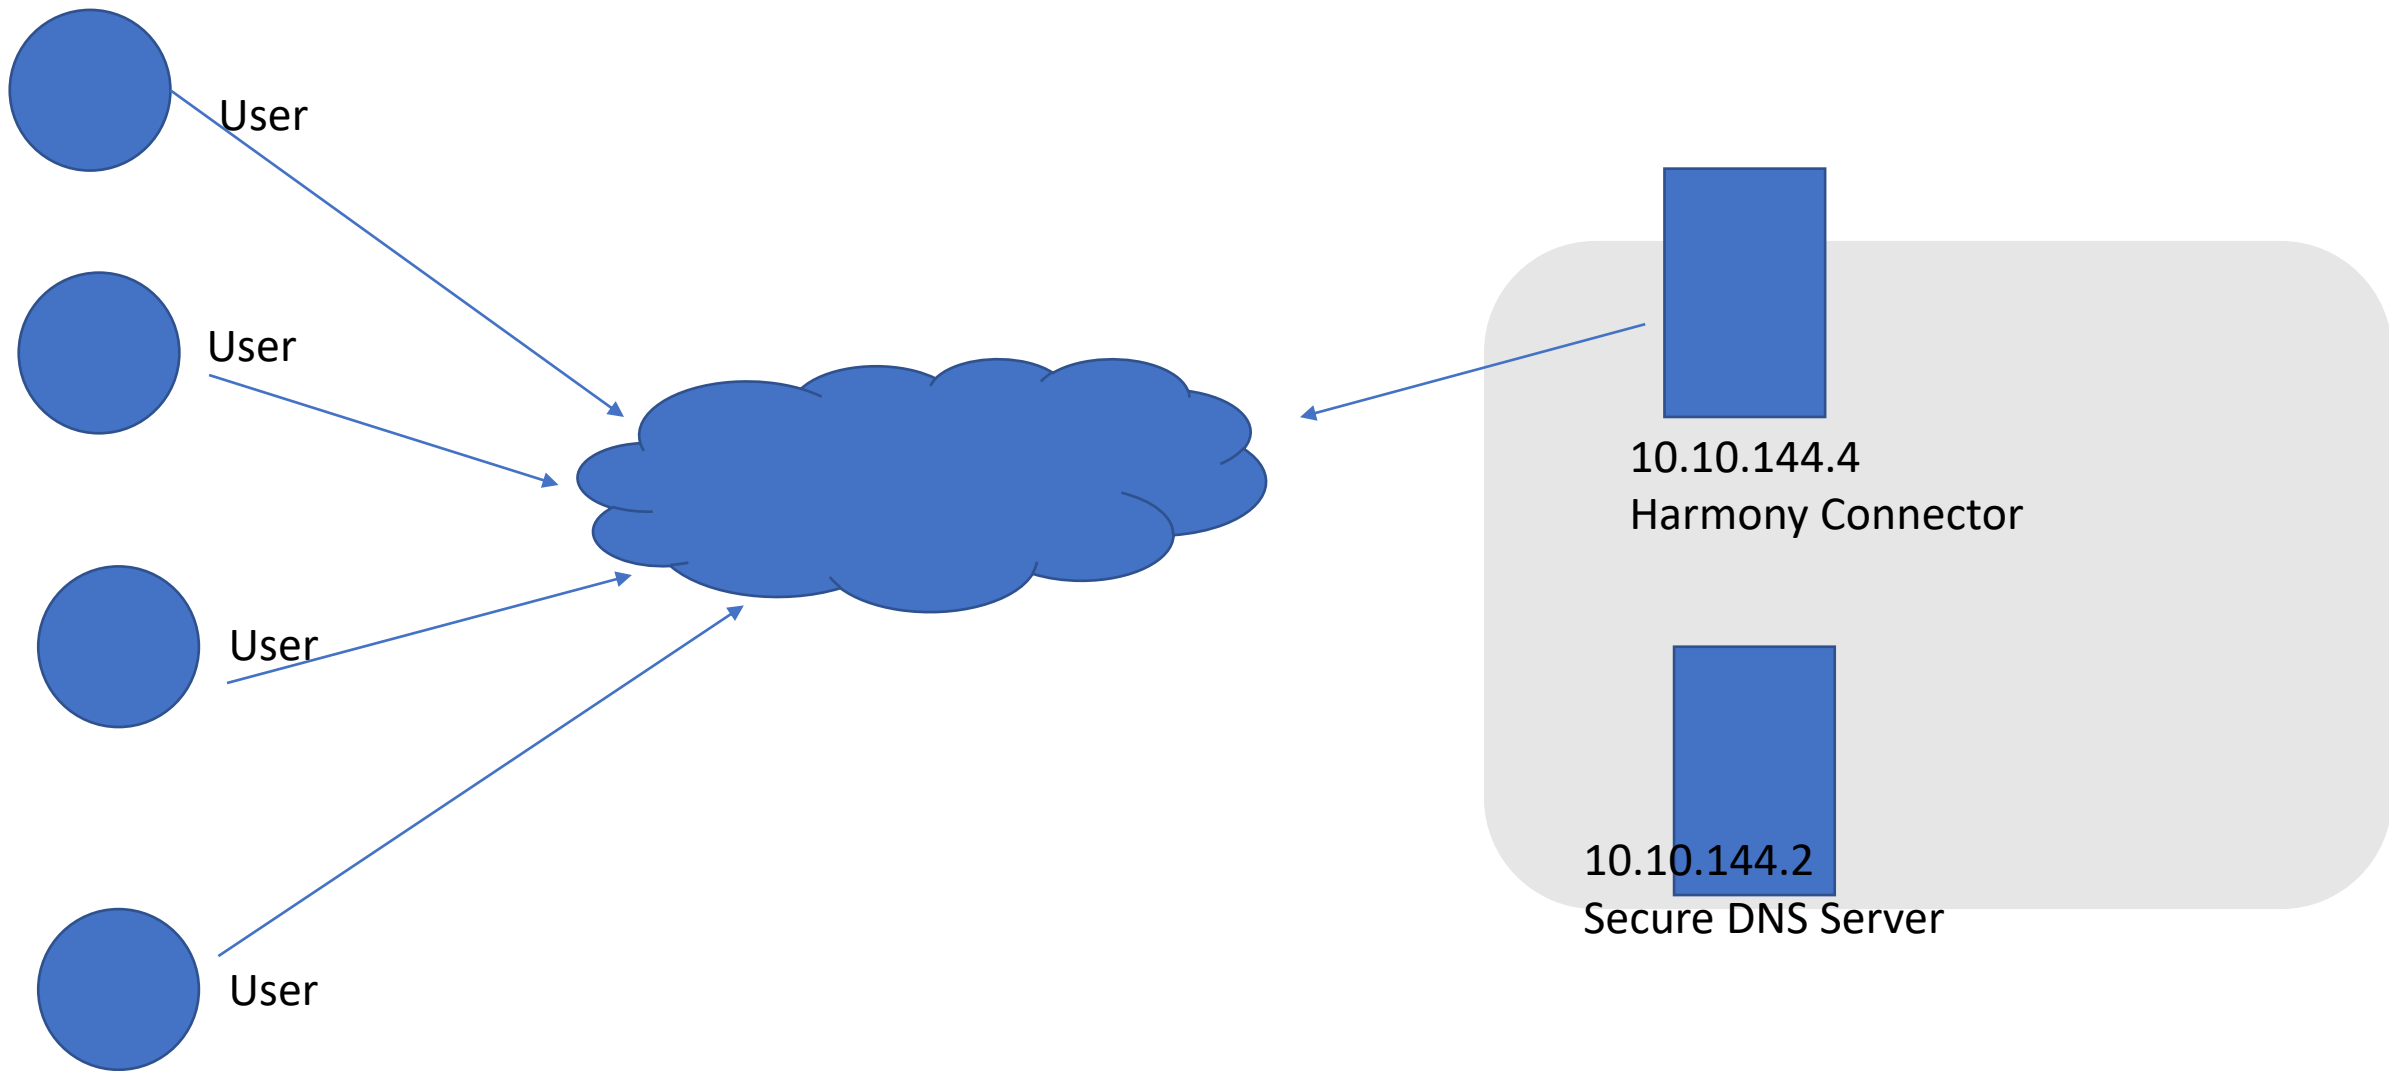 User
User
10.10.144.4
Harmony Connector
User
10.10.144.2
Secure DNS Server
User